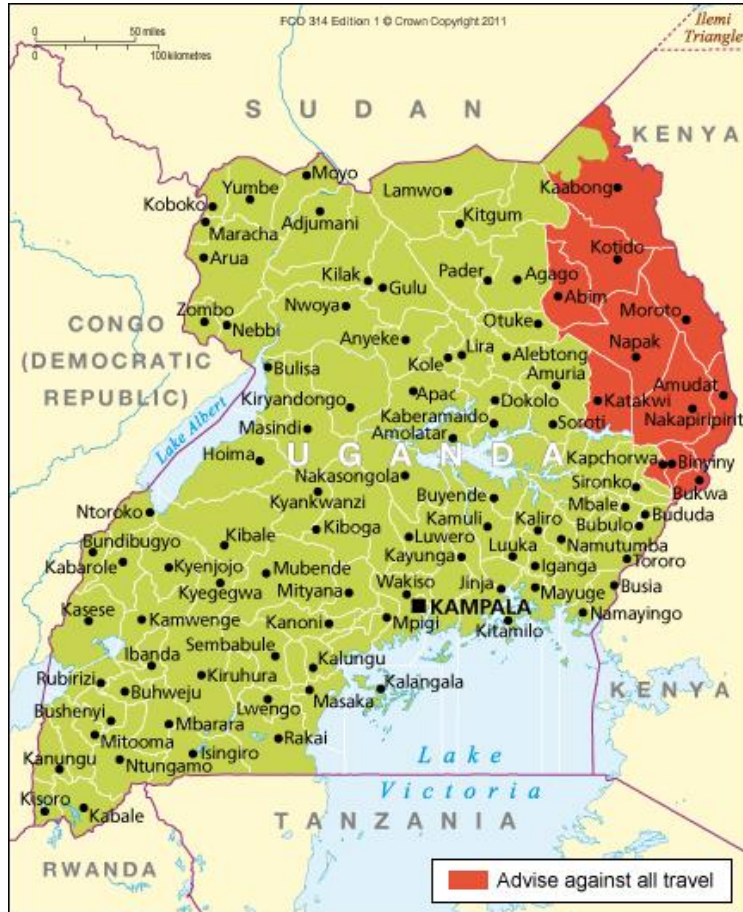 FCO 314 Edition 1 © Crown Copyright 2011
0 50 miles
0 100 kilometres
Ilemi
Triangle
SUDAN
KENYA
Moyo
Yumbe
Koboko
Maracha
Adjumani
Arua
Lamwo
Kitgum
Kaabong
Kotido
Kilak
Gulu
Pader
Agago
Abim
Zombo
Nebbi
Nwoya
Otuke
Moroto
CONGO
(DEMOCRATIC
REPUBLIC)
Anyeke
Kole
Lira
Alebtong
Napak
Bulisa
Amuria
Amudat
Lake Albert
Kiryandongo
Apac
Dokolo
Katakwi
Nakapiripirit
Kaberamaido
Masindi
Amolatar
Soroti
UGANDA
Hoima
Kapchorwa
Binyiny
Nakasongola
Sironko
Bukwa
Kyankwanzi
Buyende
Mbale
Ntoroko
Bududa
Kibale
Kiboga
Kamuli
Kaliro
Bubulo
Bundibugyo
Luwero
Luuka
Namutumba
Kabarole
Kyenjojo
Mubende
Kayunga
Iganga
Tororo
Kyegegwa
Mityana
Wakiso
Jinja
Mayuge
Busia
Kasese
Kamwenge
Kanoni
Mpigi
KAMPALA
Kitamilo
Namayingo
Ibanda
Sembabule
Kalungu
Rubirizi
Kiruhura
Buhweju
Lwengo
Masaka
Kalangala
KENYA
Bushenyi
Mbarara
Mitooma
Rakai
Kanungu
Ntungamo
Isingiro
Lake
Victoria
Kisoro
Kabale
TANZANIA
RWANDA
Advise against all travel